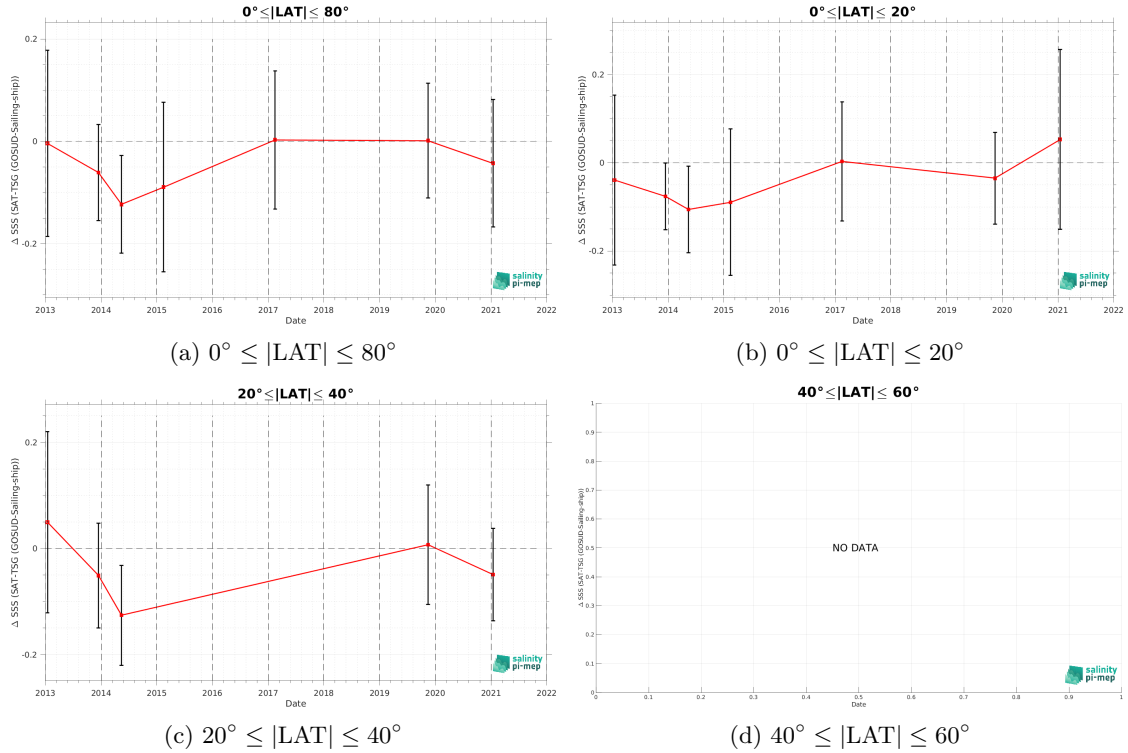 0°≤|LAT|≤ 80°
Δ SSS (SAT-TSG (GOSUD-Sailing-ship))
0.2
0
-0.2
2013 2014 2015 2016 2017 2018 2019 2020 2021 2022
Date
salinity
pi-mep
(a) 0° ≤ |LAT| ≤ 80°
0°≤|LAT|≤ 20°
Δ SSS (SAT-TSG (GOSUD-Sailing-ship))
0.2
0
-0.2
2013 2014 2015 2016 2017 2018 2019 2020 2021 2022
Date
salinity
pi-mep
(b) 0° ≤ |LAT| ≤ 20°
20°≤|LAT|≤ 40°
Δ SSS (SAT-TSG (GOSUD-Sailing-ship))
0.2
0
-0.2
2013 2014 2015 2016 2017 2018 2019 2020 2021 2022
Date
salinity
pi-mep
(c) 20° ≤ |LAT| ≤ 40°
40°≤|LAT|≤ 60°
Δ SSS (SAT-TSG (GOSUD-Sailing-ship))
1
0.9
0.8
0.7
0.6
0.5
0.4
0.3
0.2
0.1
0
NO DATA
0 0.1 0.2 0.3 0.4 0.5 0.6 0.7 0.8 0.9 1
Date
salinity
pi-mep
(d) 40° ≤ |LAT| ≤ 60°